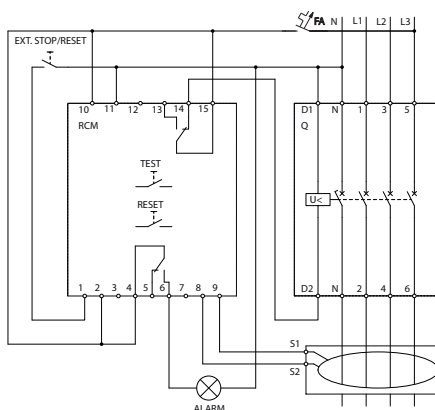 FA N L1 L2 L3
EXT. STOP/RESET
10 11 12 13 14 15
RCM
D1 N 1 3 5
Q
TEST
RESET
U<
1 2 3 4 5 6 7 8 9
D2 N 2 4 6
S1
S2
ALARM